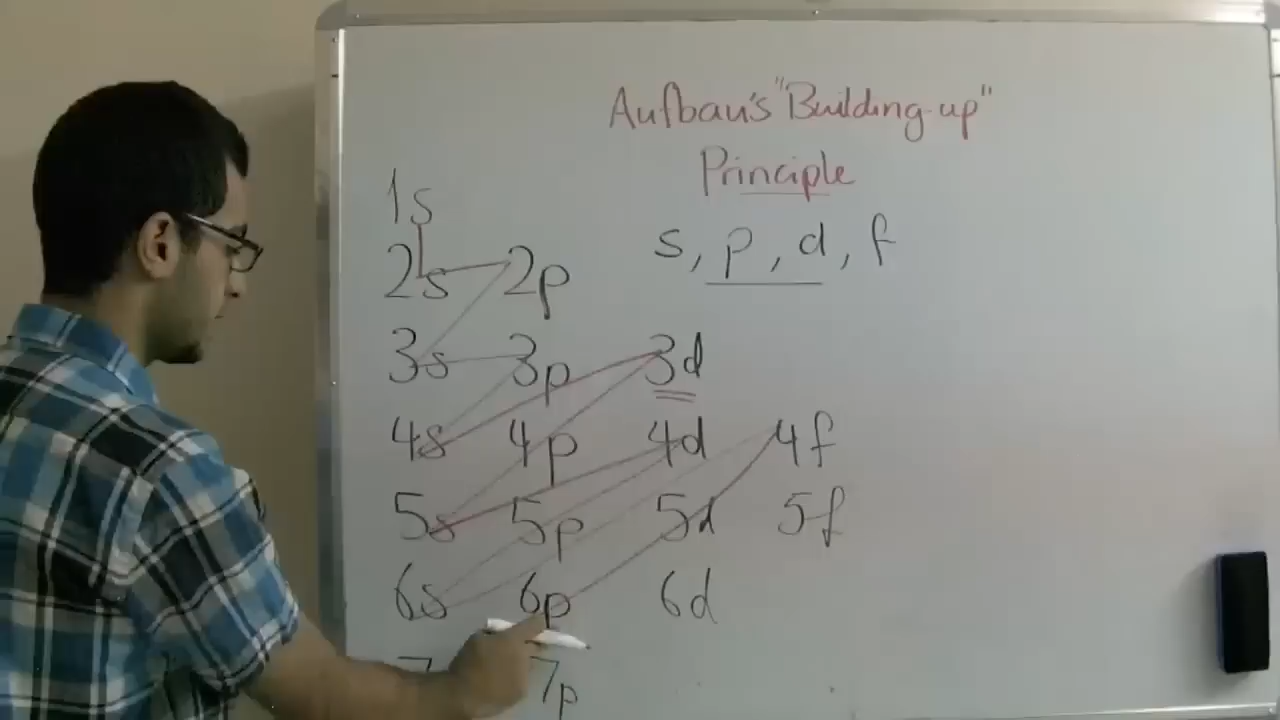 Aufbau's "Building-up"
Principle
s, p, d, f
1s
2s 2p
3s 3p 3d
4s 4p 4d 4f
5s 5p 5d 5f
6s 6p 6d
7p